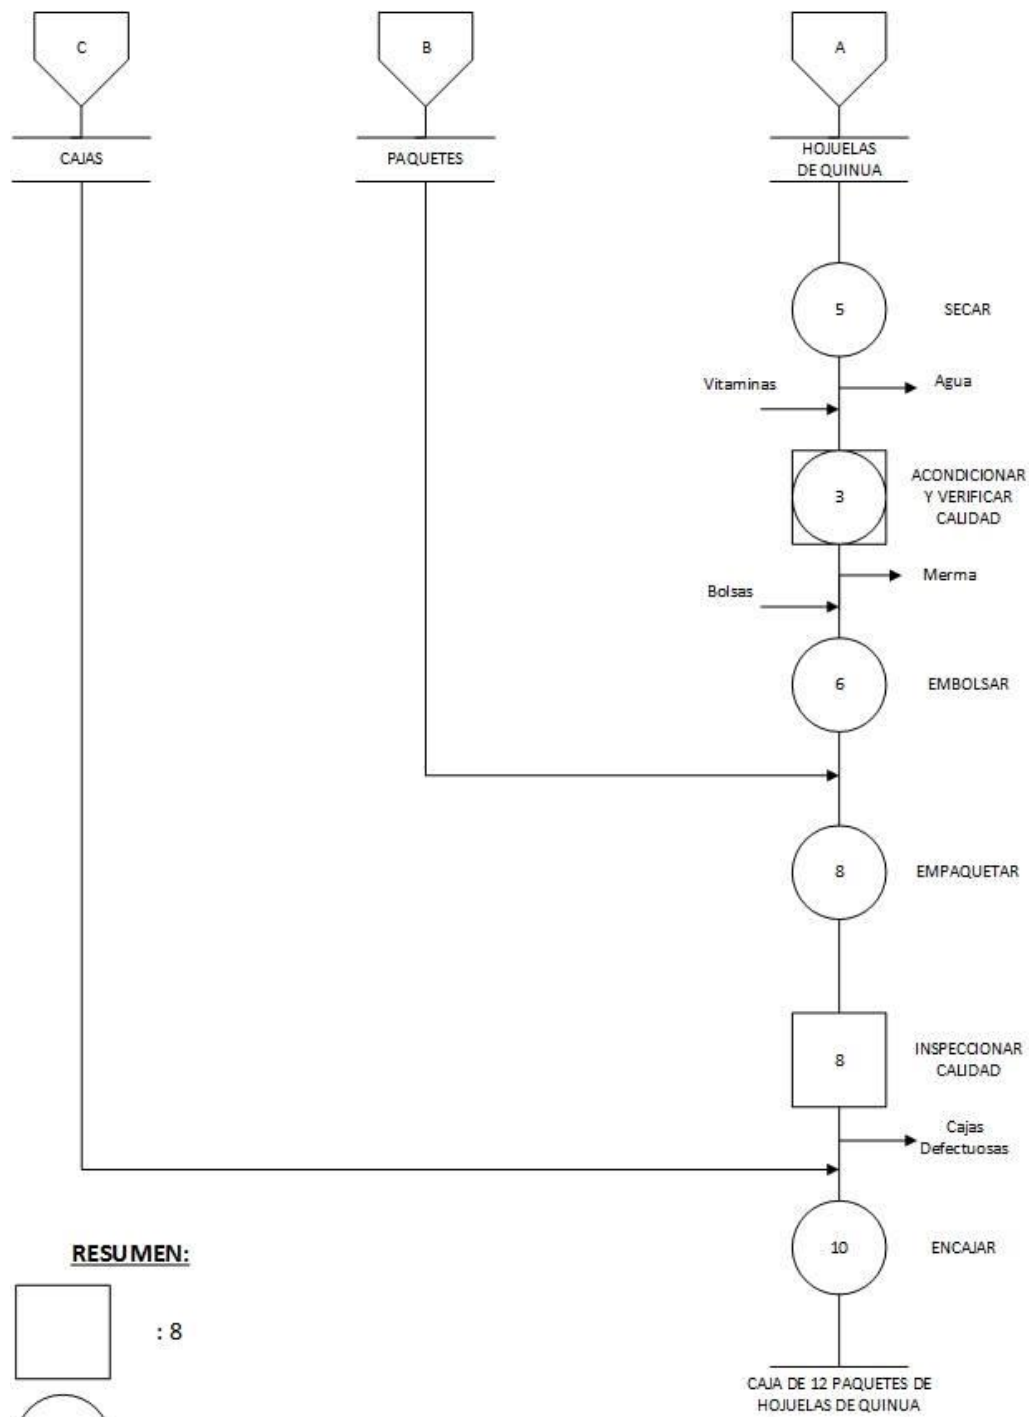 C
B
A
CAJAS
PAQUETES
HOJUELAS
DE QUINUA
5
SECAR
Vitaminas
Agua
3
ACONDICIONAR
Y VERIFICAR
CALIDAD
Merma
Bolsas
6
EMBOLSAR
8
EMPAQUETAR
8
INSPECCIONAR
CALIDAD
Cajas
Defectuosas
10
ENCAJAR
RESUMEN:
: 8
CAJA DE 12 PAQUETES DE
HOJUELAS DE QUINUA